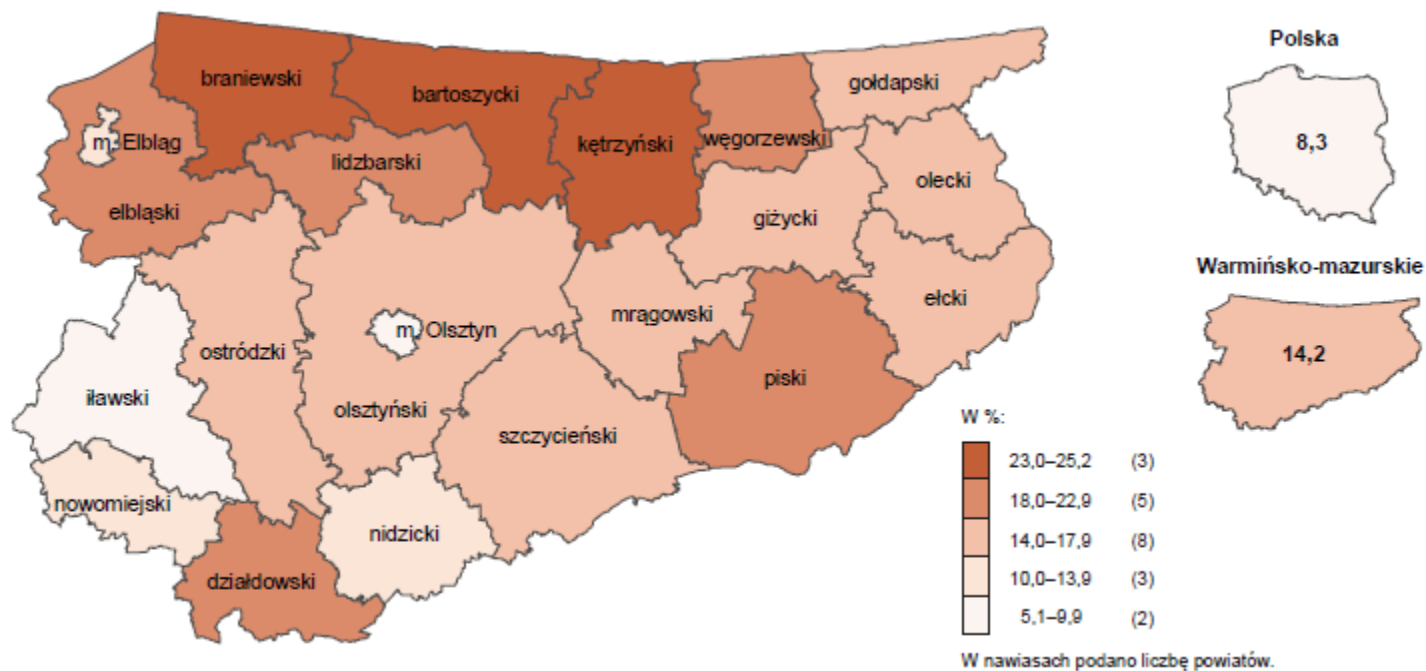 Polska
8,3
Warmińsko-mazurskie
14,2
braniewski
bartoszycki
gołdapski
m. Elbląg
lidzbarski
kętrzyński
węgorzewski
olecki
elbląski
giżycki
ełcki
mrągowski
m. Olsztyn
ostródzki
iławski
piski
olsztyński
szczycieński
nowomiejski
nidzicki
działdowski
W %:
23,0–25,2 (3)
18,0–22,9 (5)
14,0–17,9 (8)
10,0–13,9 (3)
5,1–9,9 (2)
W nawiasach podano liczbę powiatów.